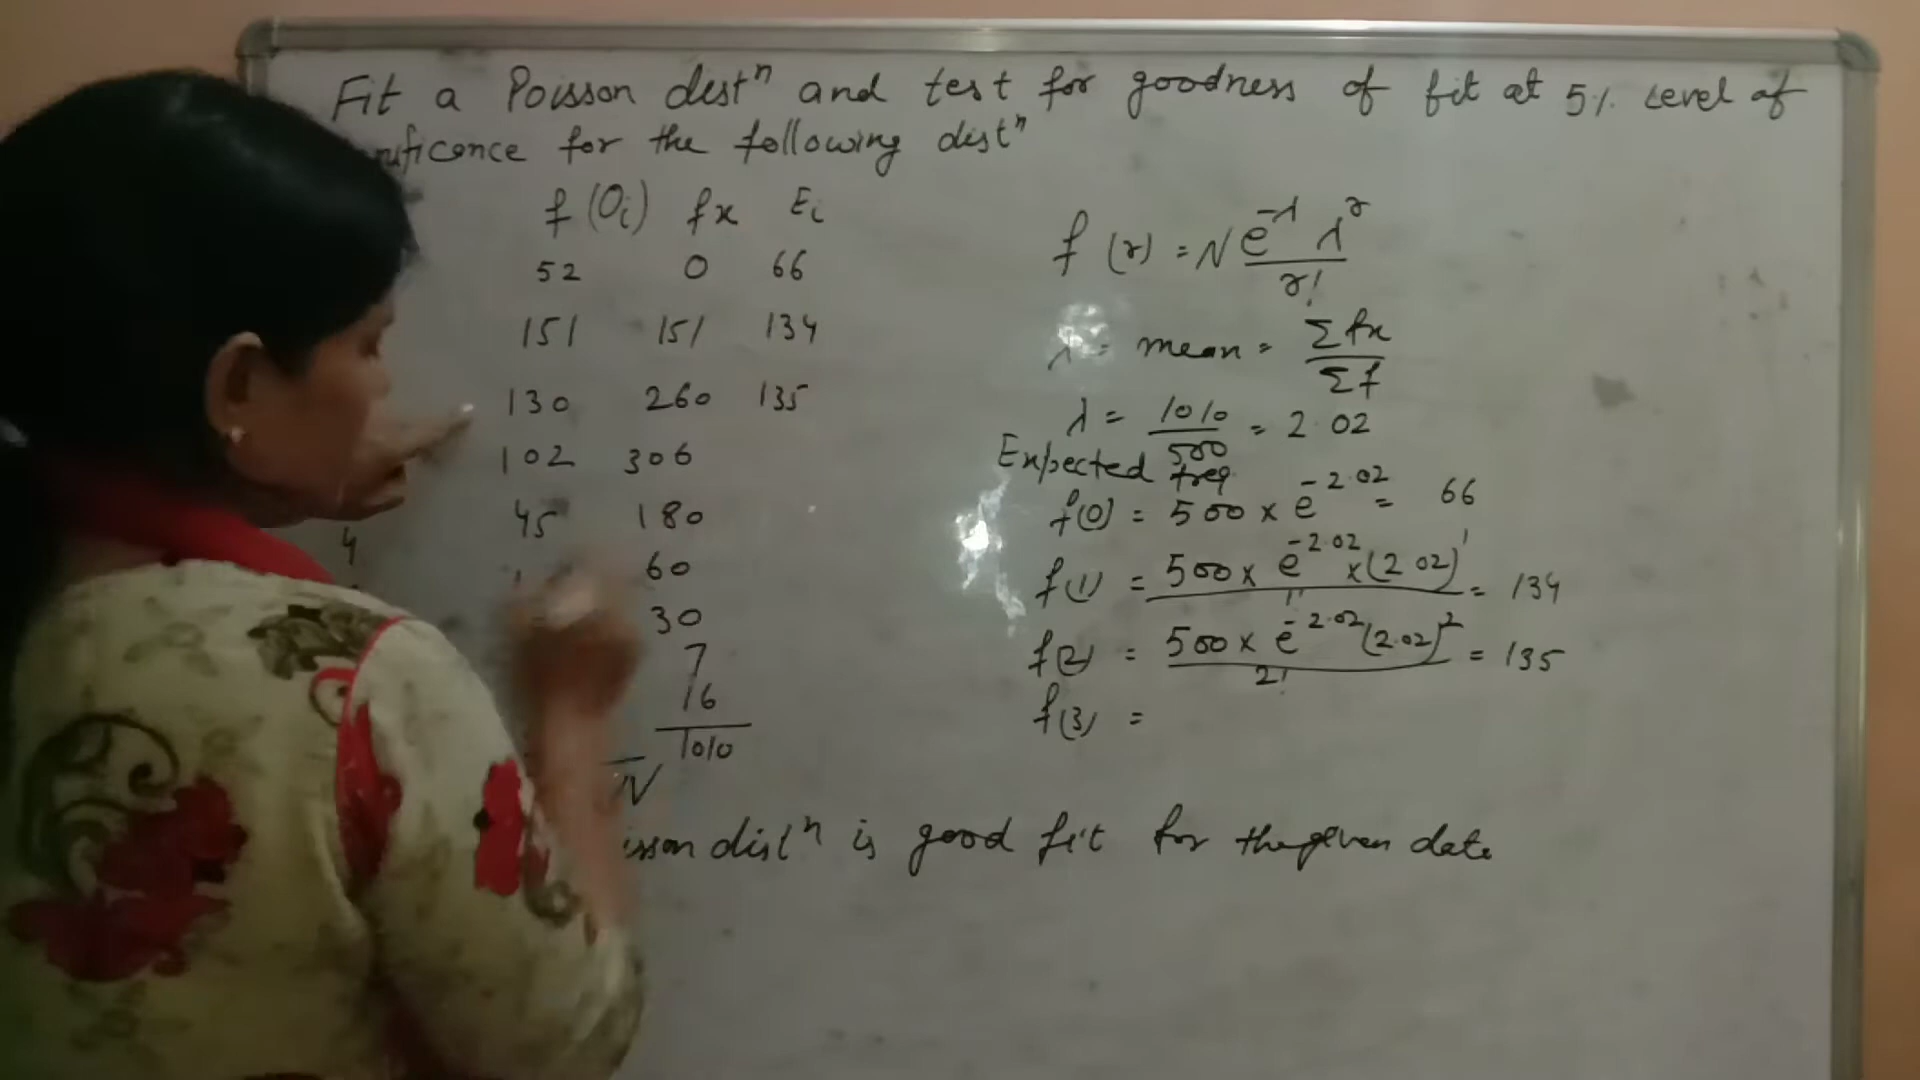 Fit a Poisson distⁿ and test for goodness of fit at 5% level of
nificance for the following distⁿ
f (Oi) fx Ei
52 0 66
151 151 134
130 260 135
102 306
4 45 180
60
30
7
16
1010
N
f(r) = N e^-λ λ^r / r!
λ = mean = Σfx / Σf
λ = 1010 / 500 = 2.02
Expected freq
f(0) = 500 x e^-2.02 = 66
f(1) = 500 x e^-2.02 x (2.02)^1 / 1! = 134
f(2) = 500 x e^-2.02 (2.02)^2 / 2! = 135
f(3) =
isson distⁿ is good fit for the given data